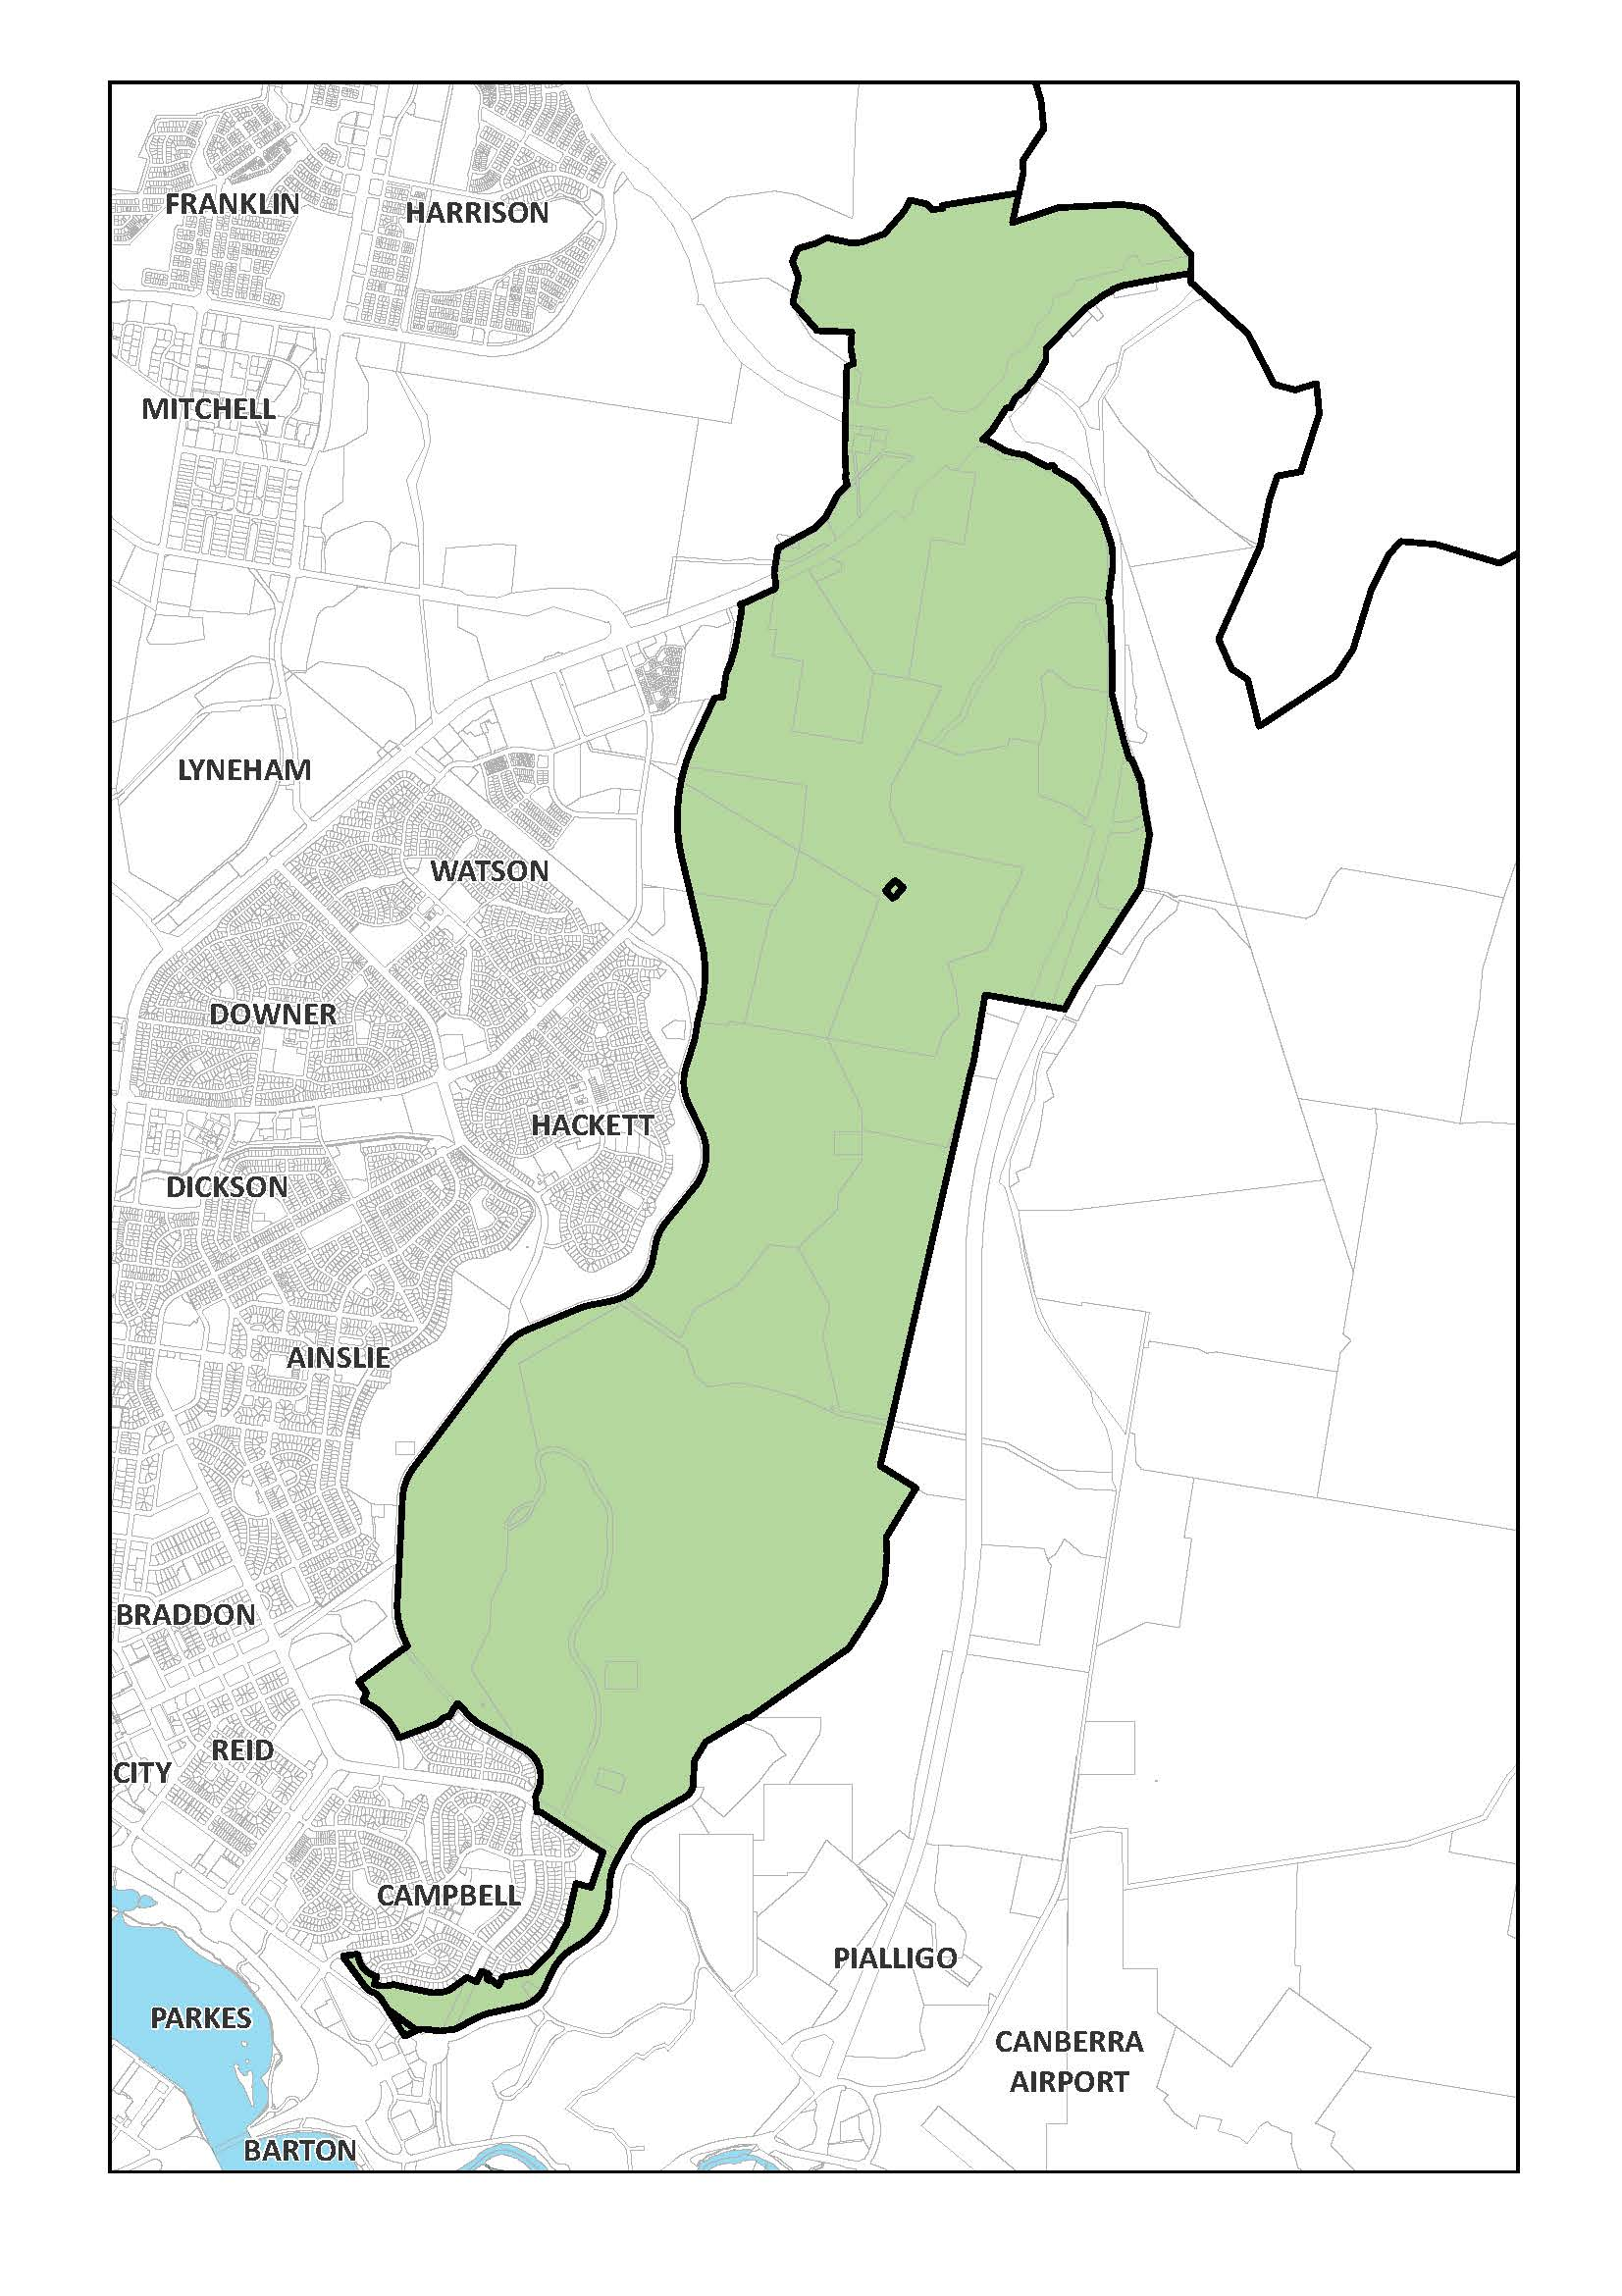 FRANKLIN
HARRISON
MITCHELL
LYNEHAM
WATSON
DOWNER
HACKETT
DICKSON
AINSLIE
BRADDON
REID
CITY
CAMPBELL
PIALLIGO
PARKES
CANBERRA
AIRPORT
BARTON